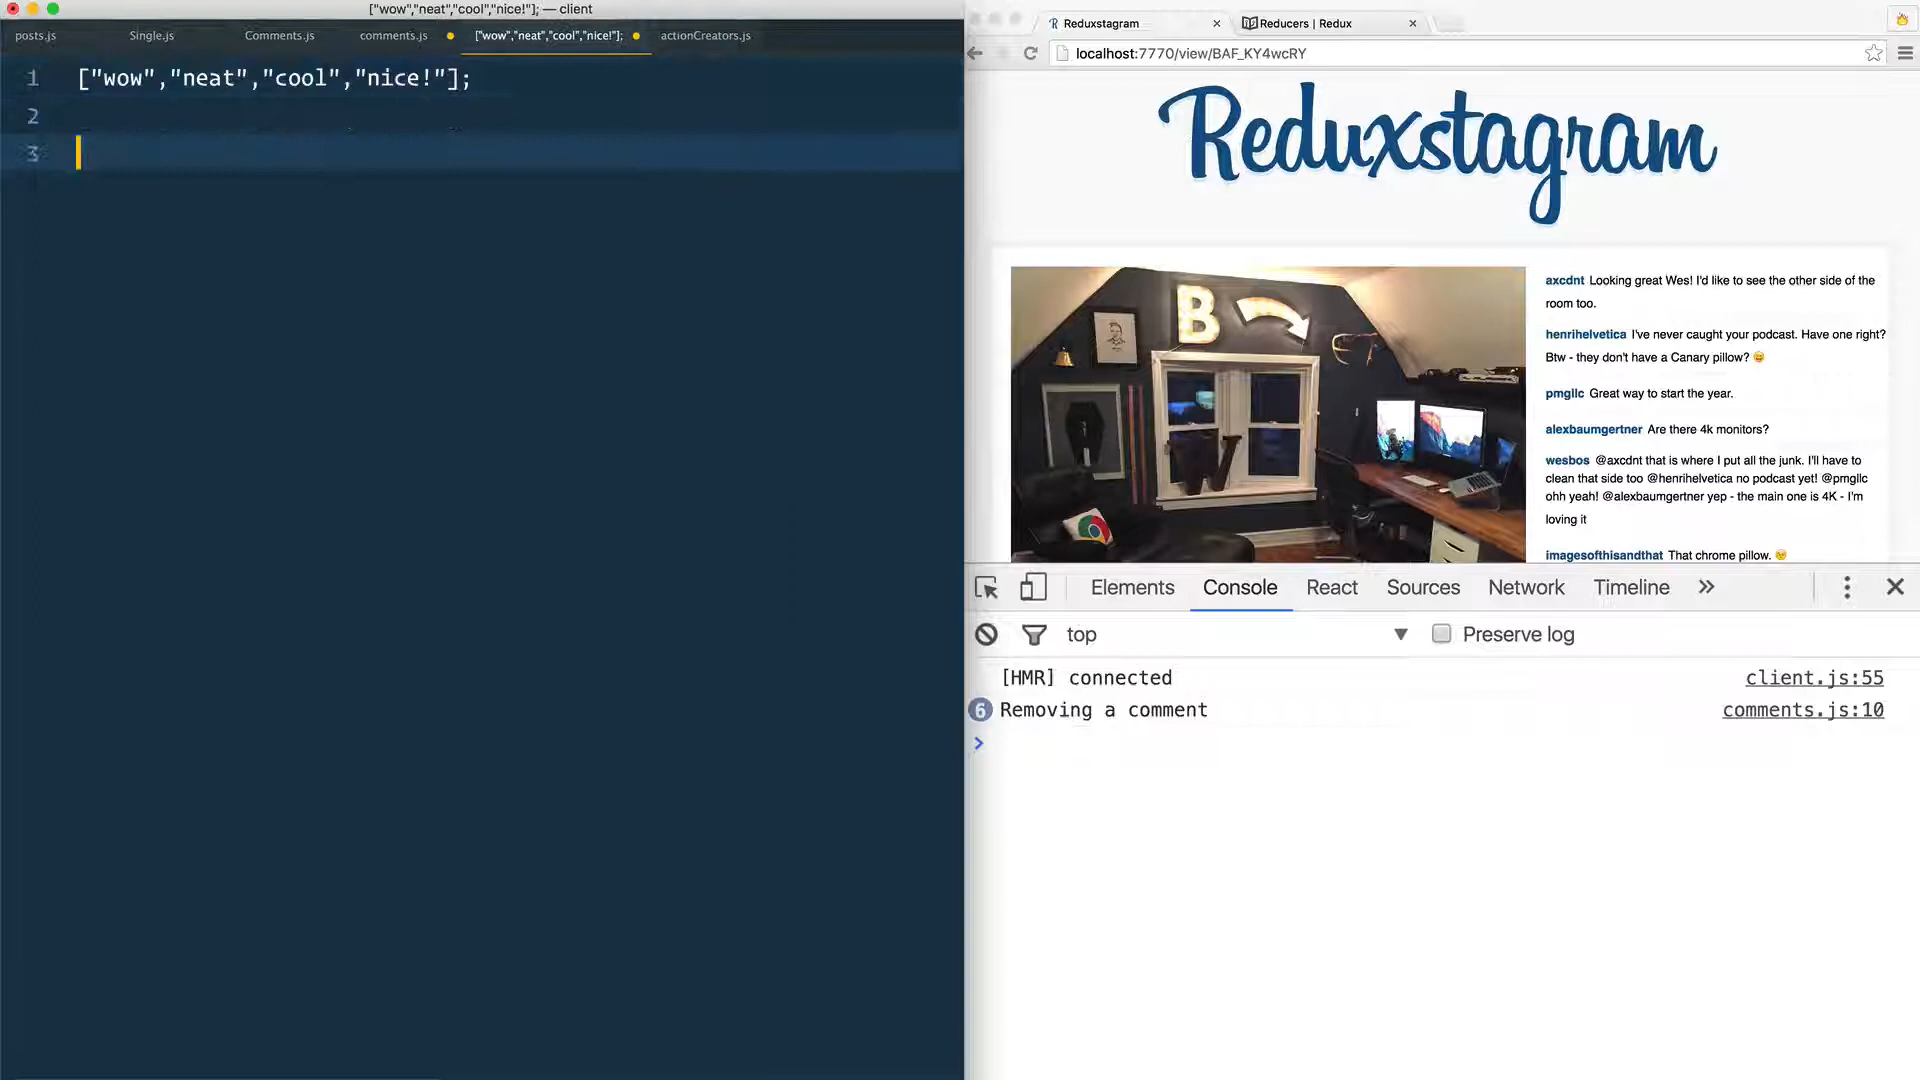 ["wow","neat","cool","nice!"]; — client
posts.js
Single.js
Comments.js
comments.js
["wow","neat","cool","nice!"];
actionCreators.js
1 ["wow","neat","cool","nice!"];
2
3
Reduxstagram
Reducers | Redux
localhost:7770/view/BAF_KY4wcRY
Reduxstagram
B
W
axcdnt Looking great Wes! I'd like to see the other side of the
room too.
henrihelvetica I've never caught your podcast. Have one right?
Btw - they don't have a Canary pillow? 😄
pmgllc Great way to start the year.
alexbaumgertner Are there 4k monitors?
wesbos @axcdnt that is where I put all the junk. I'll have to
clean that side too @henrihelvetica no podcast yet! @pmgllc
ohh yeah! @alexbaumgertner yep - the main one is 4K - I'm
loving it
imagesofthisandthat That chrome pillow. 😍
Elements
Console
React
Sources
Network
Timeline
top
Preserve log
[HMR] connected client.js:55
6 Removing a comment comments.js:10